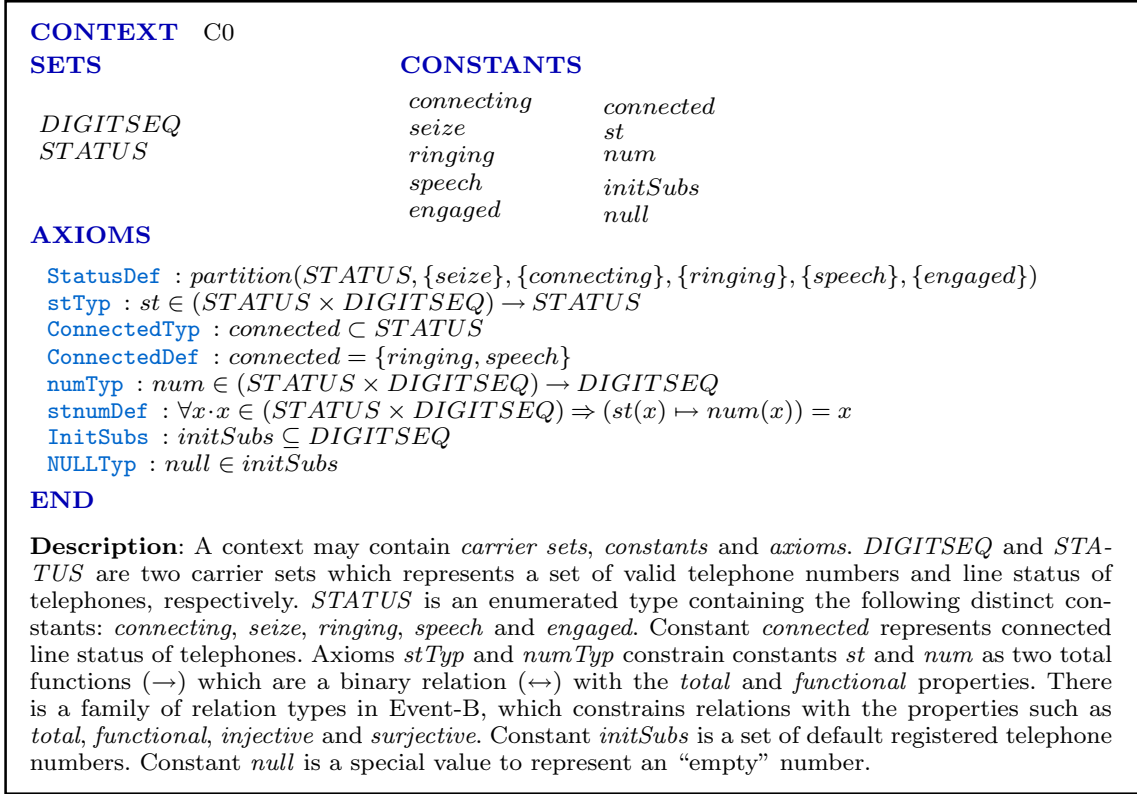 CONTEXT C0
SETS CONSTANTS
DIGITSEQ
STATUS
connecting
seize
ringing
speech
engaged
connected
st
num
initSubs
null
AXIOMS
StatusDef : partition(STATUS, {seize}, {connecting}, {ringing}, {speech}, {engaged})
stTyp : st ∈ (STATUS × DIGITSEQ) → STATUS
ConnectedTyp : connected ⊂ STATUS
ConnectedDef : connected = {ringing, speech}
numTyp : num ∈ (STATUS × DIGITSEQ) → DIGITSEQ
stnumDef : ∀x·x ∈ (STATUS × DIGITSEQ) ⇒ (st(x) ↦ num(x)) = x
InitSubs : initSubs ⊆ DIGITSEQ
NULLTyp : null ∈ initSubs
END
Description: A context may contain carrier sets, constants and axioms. DIGITSEQ and STA-
TUS are two carrier sets which represents a set of valid telephone numbers and line status of
telephones, respectively. STATUS is an enumerated type containing the following distinct con-
stants: connecting, seize, ringing, speech and engaged. Constant connected represents connected
line status of telephones. Axioms stTyp and numTyp constrain constants st and num as two total
functions (→) which are a binary relation (↔) with the total and functional properties. There
is a family of relation types in Event-B, which constrains relations with the properties such as
total, functional, injective and surjective. Constant initSubs is a set of default registered telephone
numbers. Constant null is a special value to represent an “empty” number.